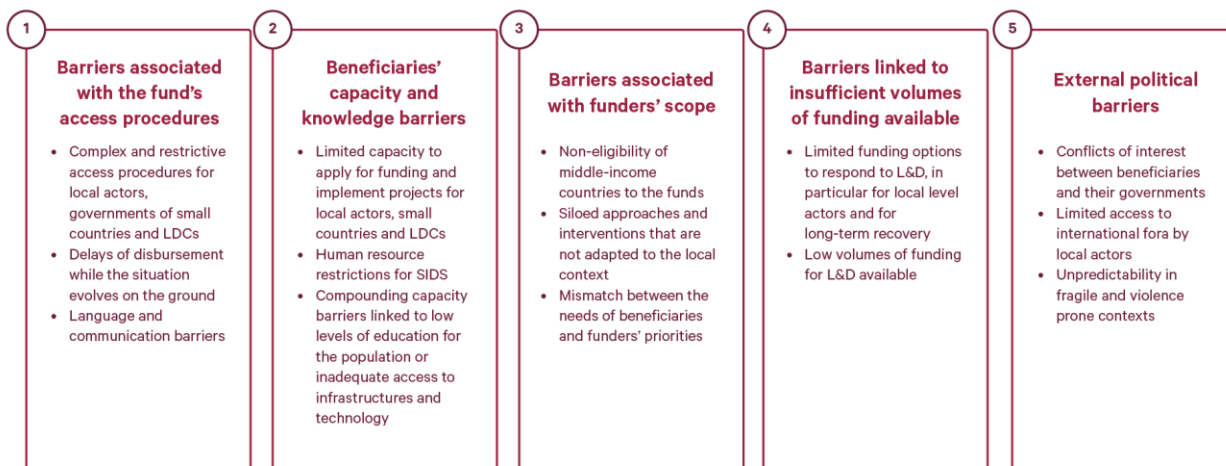 1
Barriers associated
with the fund's
access procedures
• Complex and restrictive
access procedures for
local actors,
governments of small
countries and LDCs
• Delays of disbursement
while the situation
evolves on the ground
• Language and
communication barriers
2
Beneficiaries'
capacity and
knowledge barriers
• Limited capacity to
apply for funding and
implement projects for
local actors, small
countries and LDCs
• Human resource
restrictions for SIDS
• Compounding capacity
barriers linked to low
levels of education for
the population or
inadequate access to
infrastructures and
technology
3
Barriers associated
with funders' scope
• Non-eligibility of
middle-income
countries to the funds
• Siloed approaches and
interventions that are
not adapted to the local
context
• Mismatch between the
needs of beneficiaries
and funders' priorities
4
Barriers linked to
insufficient volumes
of funding available
• Limited funding options
to respond to L&D, in
particular for local level
actors and for
long-term recovery
• Low volumes of funding
for L&D available
5
External political
barriers
• Conflicts of interest
between beneficiaries
and their governments
• Limited access to
international fora by
local actors
• Unpredictability in
fragile and violence
prone contexts